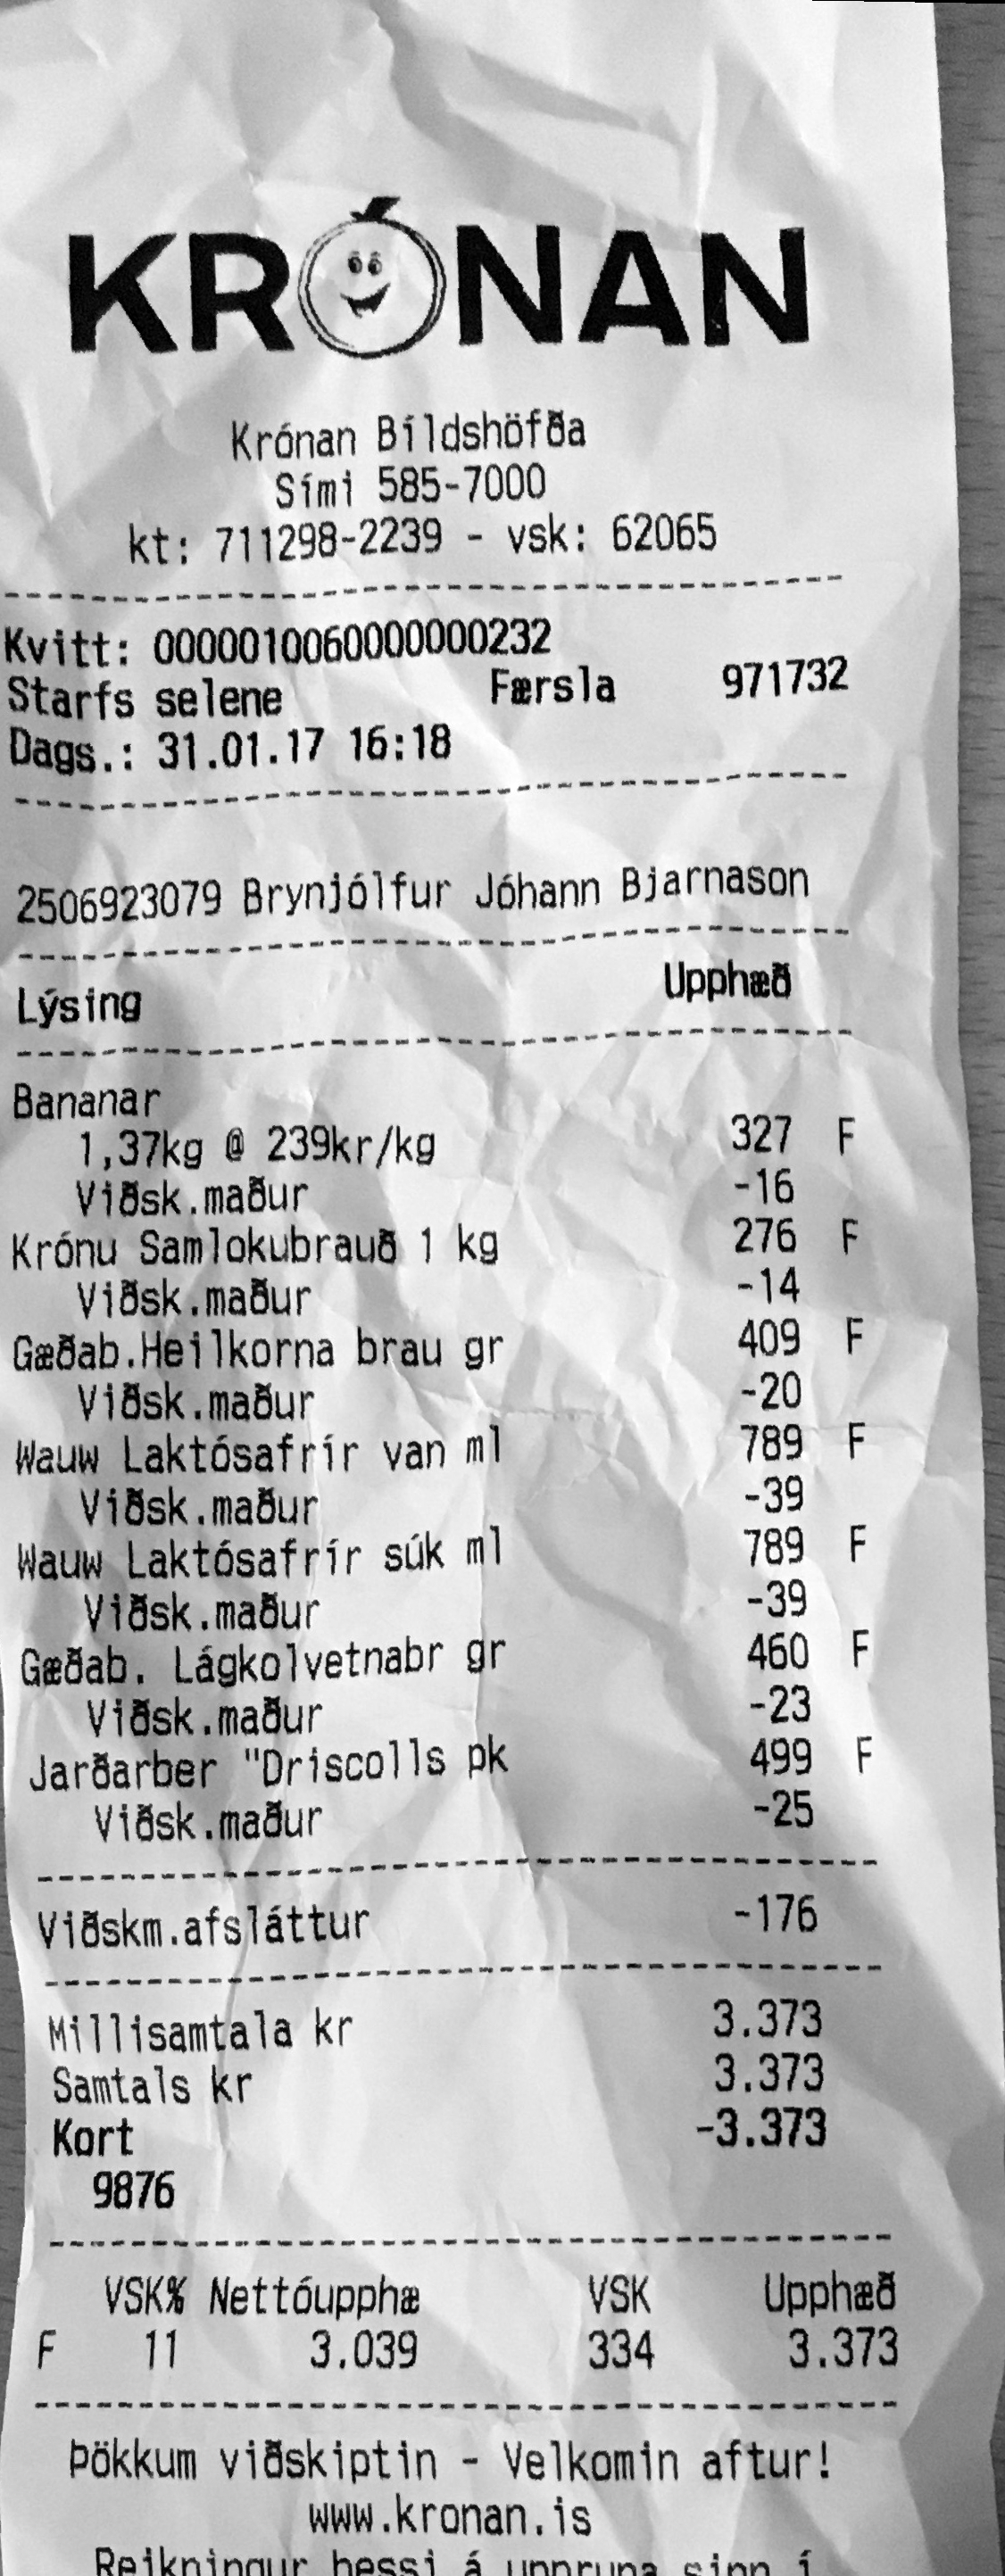 KRÓNAN
Krónan Bíldshöfða
Sími 585-7000
kt: 711298-2239 - vsk: 62065
Kvitt: 0000010060000000232
Starfs selene Færsla 971732
Dags.: 31.01.17 16:18
2506923079 Brynjólfur Jóhann Bjarnason
Lýsing Upphæð
Bananar
1,37kg @ 239kr/kg 327 F
Viðsk.maður -16
Krónu Samlokubrauð 1 kg 276 F
Viðsk.maður -14
Gæðab.Heilkorna brau gr 409 F
Viðsk.maður -20
Wauw Laktósafrír van ml 789 F
Viðsk.maður -39
Wauw Laktósafrír súk ml 789 F
Viðsk.maður -39
Gæðab. Lágkolvetnabr gr 460 F
Viðsk.maður -23
Jarðarber "Driscolls pk 499 F
Viðsk.maður -25
Viðskm.afsláttur -176
Millisamtala kr 3.373
Samtals kr 3.373
Kort -3.373
9876
VSK% Nettóupphæ VSK Upphæð
F 11 3.039 334 3.373
Þökkum viðskiptin - Velkomin aftur!
www.kronan.is
Reikningur þessi á uppruna sinn í